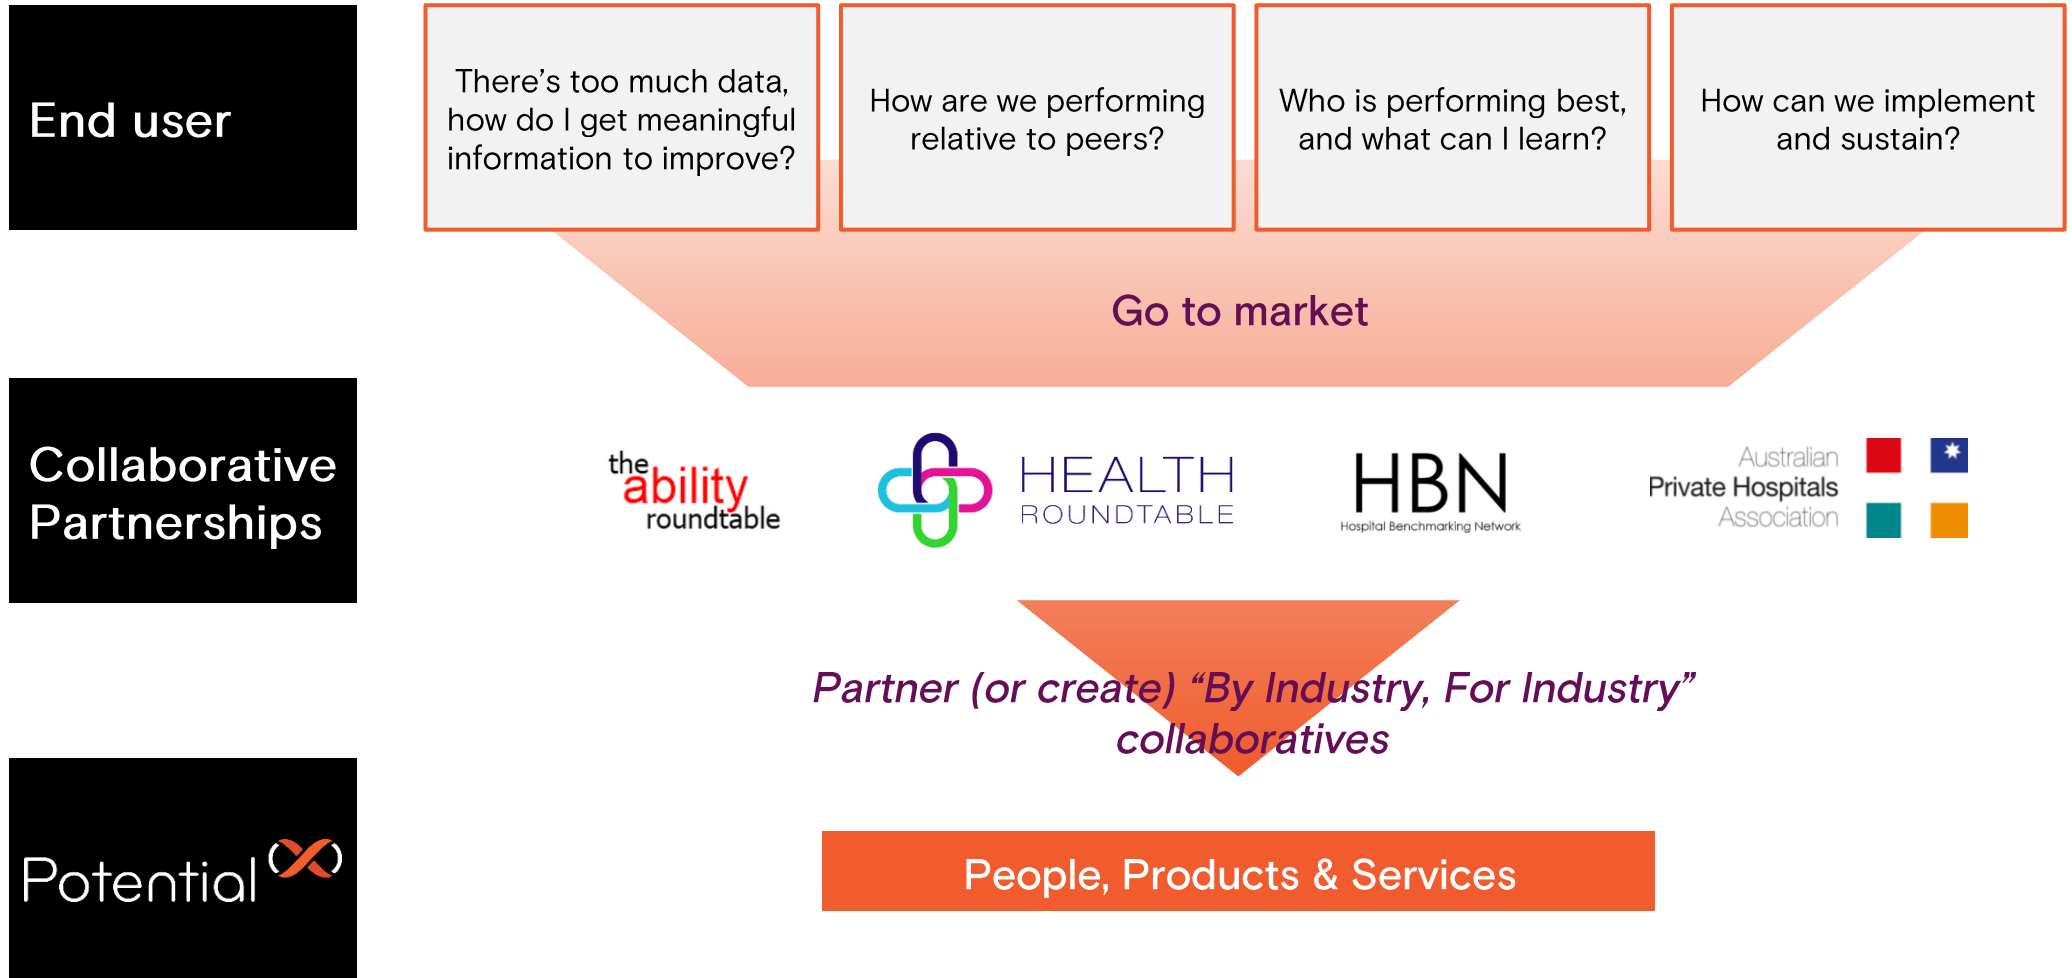 End user
There’s too much data,
how do I get meaningful
information to improve?
How are we performing
relative to peers?
Who is performing best,
and what can I learn?
How can we implement
and sustain?
Go to market
Collaborative
Partnerships
the
ability
roundtable
HEALTH
ROUNDTABLE
HBN
Hospital Benchmarking Network
Australian
Private Hospitals
Association
Partner (or create) “By Industry, For Industry”
collaboratives
Potential (X)
People, Products & Services